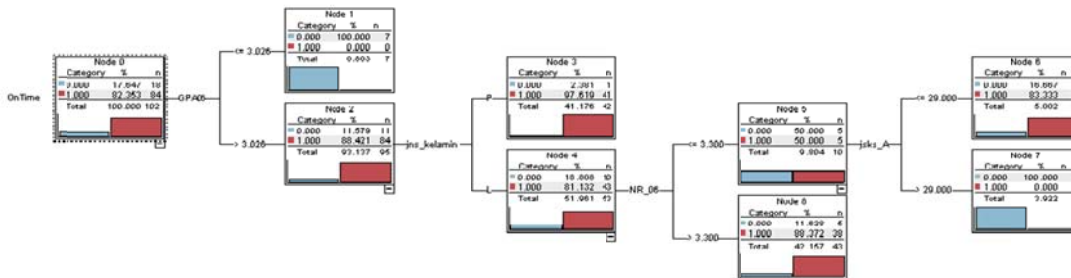 OnTime
Node 0
Category % n
0.000 17.647 18
1.000 82.353 84
Total 100.000 102
GPA05
<= 3.026
Node 1
Category % n
0.000 100.000 7
1.000 0.000 0
Total 6.863 7
> 3.026
Node 2
Category % n
0.000 11.579 11
1.000 88.421 84
Total 93.137 95
jns_kelamin
P
Node 3
Category % n
0.000 2.381 1
1.000 97.619 41
Total 41.176 42
L
Node 4
Category % n
0.000 18.868 10
1.000 81.132 43
Total 51.961 53
NR_06
<= 3.300
Node 5
Category % n
0.000 50.000 5
1.000 50.000 5
Total 9.804 10
> 3.300
Node 8
Category % n
0.000 11.628 5
1.000 88.372 38
Total 42.157 43
jsks_A
<= 29.000
Node 6
Category %
0.000 16.667
1.000 83.333
Total 5.882
> 29.000
Node 7
Category %
0.000 100.000
1.000 0.000
Total 3.922